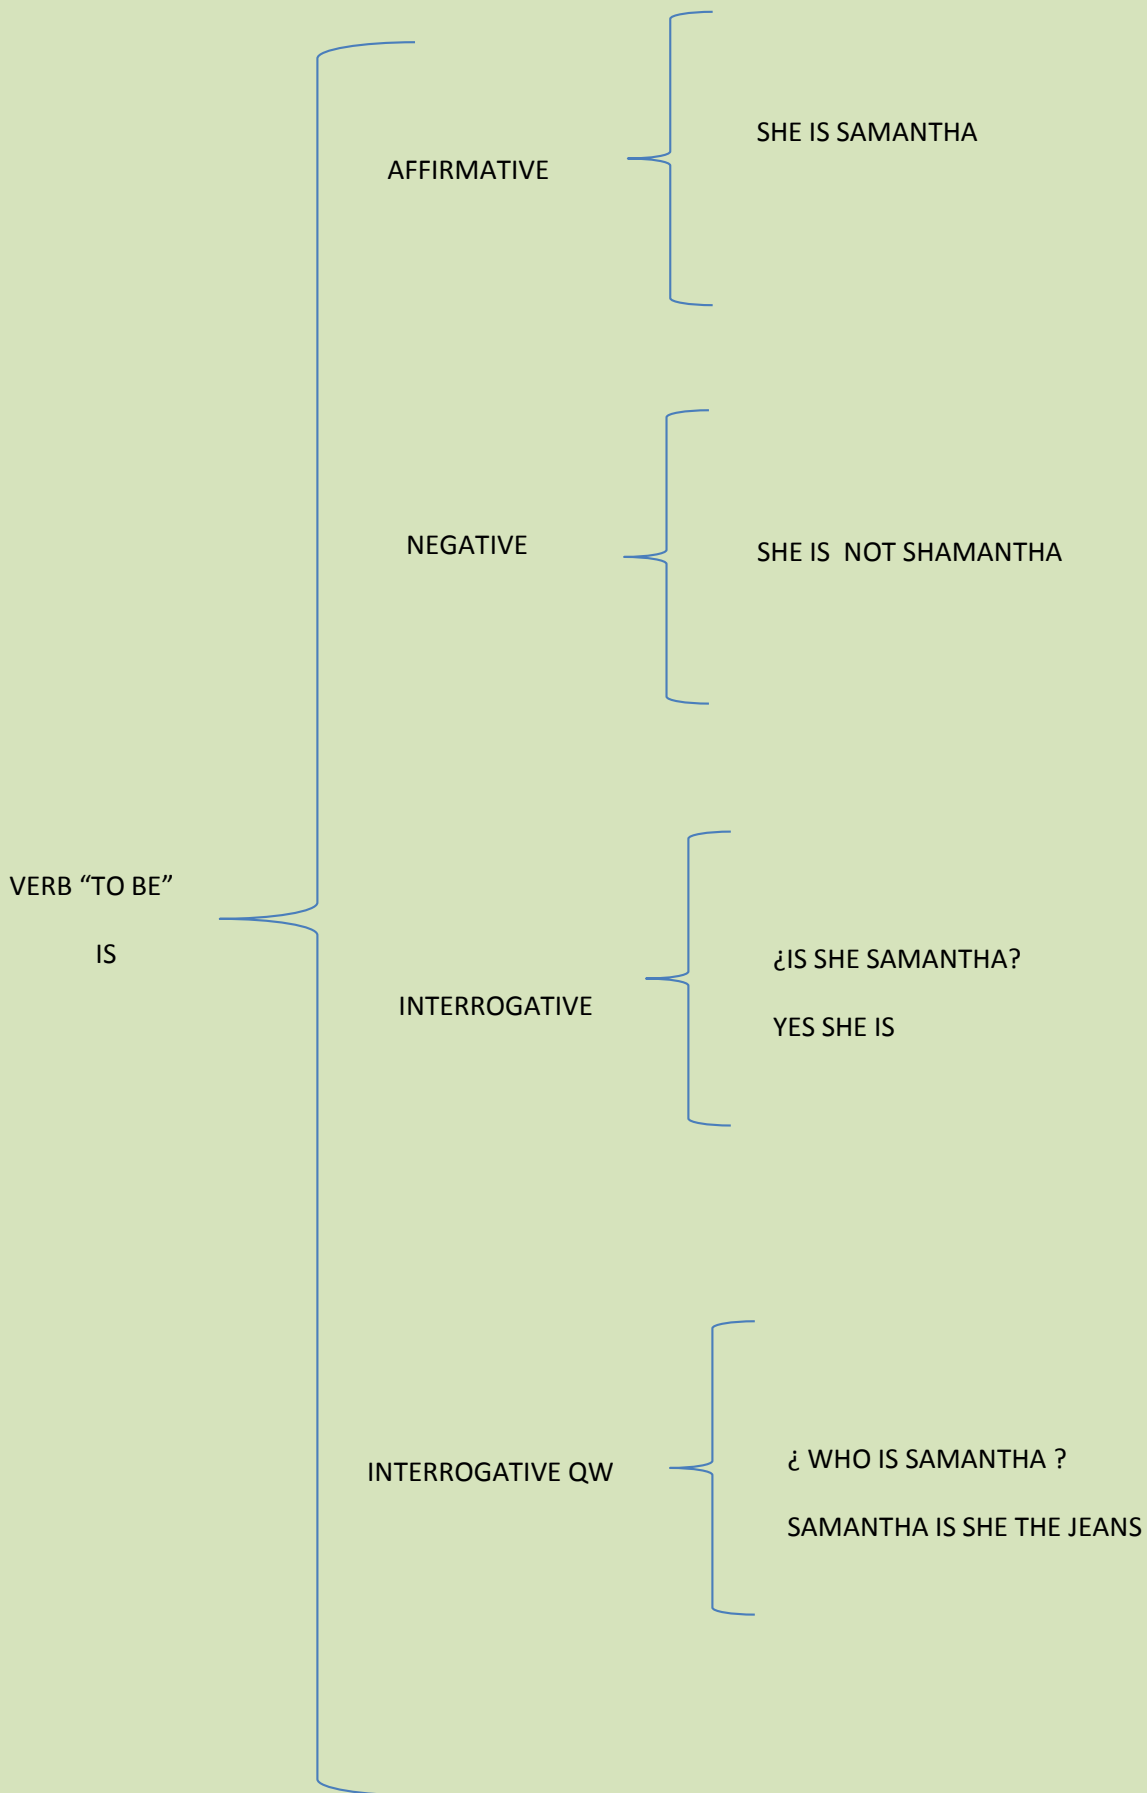 VERB “TO BE”
IS
AFFIRMATIVE
SHE IS SAMANTHA
NEGATIVE
SHE IS  NOT SHAMANTHA
INTERROGATIVE
¿IS SHE SAMANTHA?
YES SHE IS
INTERROGATIVE QW
¿ WHO IS SAMANTHA ?
SAMANTHA IS SHE THE JEANS